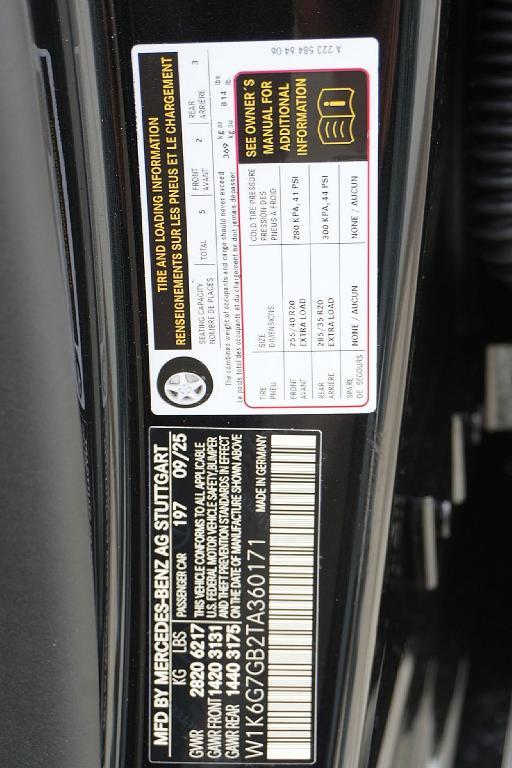 MFD BY MERCEDES-BENZ AG STUTTGART
KG LBS PASSENGER CAR 197 09/25
GVWR 2820 6217
GAWR FRONT 1420 3131
GAWR REAR 1440 3175
THIS VEHICLE CONFORMS TO ALL APPLICABLE
U.S. FEDERAL MOTOR VEHICLE SAFETY, BUMPER
AND THEFT PREVENTION STANDARDS IN EFFECT
ON THE DATE OF MANUFACTURE SHOWN ABOVE
W1K6G7GB2TA360171 MADE IN GERMANY
TIRE AND LOADING INFORMATION
RENSEIGNEMENTS SUR LES PNEUS ET LE CHARGEMENT
SEATING CAPACITY TOTAL 5 FRONT 2 REAR 3
NOMBRE DE PLACES AVANT ARRIÈRE
The combined weight of occupants and cargo should never exceed 369 kg or 814 lbs.
Le poids total des occupants et du chargement ne doit jamais dépasser kg ou lb.
TIRE SIZE COLD TIRE PRESSURE
PNEU DIMENSIONS PRESSION DES
PNEUS À FROID
FRONT 255/40 R20 280 KPA, 41 PSI
AVANT EXTRA LOAD
REAR 285/35 R20 300 KPA, 44 PSI
ARRIÈRE EXTRA LOAD
SPARE NONE / AUCUN NONE / AUCUN
DE SECOURS
SEE OWNER'S
MANUAL FOR
ADDITIONAL
INFORMATION
A 223 584 64 06